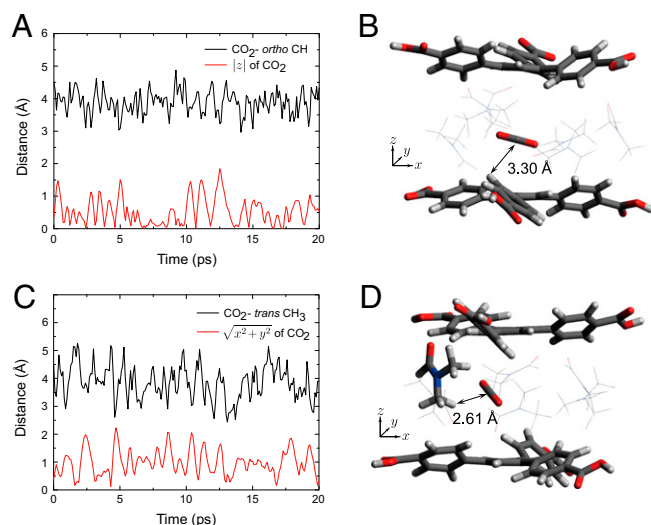 A
6
5
4
3
2
1
0
Distance (Å)
CO₂- ortho CH
|z| of CO₂
0 5 10 15 20
Time (ps)
B
z
y
x
3.30 Å
C
6
5
4
3
2
1
0
Distance (Å)
CO₂- trans CH₃
√x² + y² of CO₂
0 5 10 15 20
Time (ps)
D
z
y
x
2.61 Å